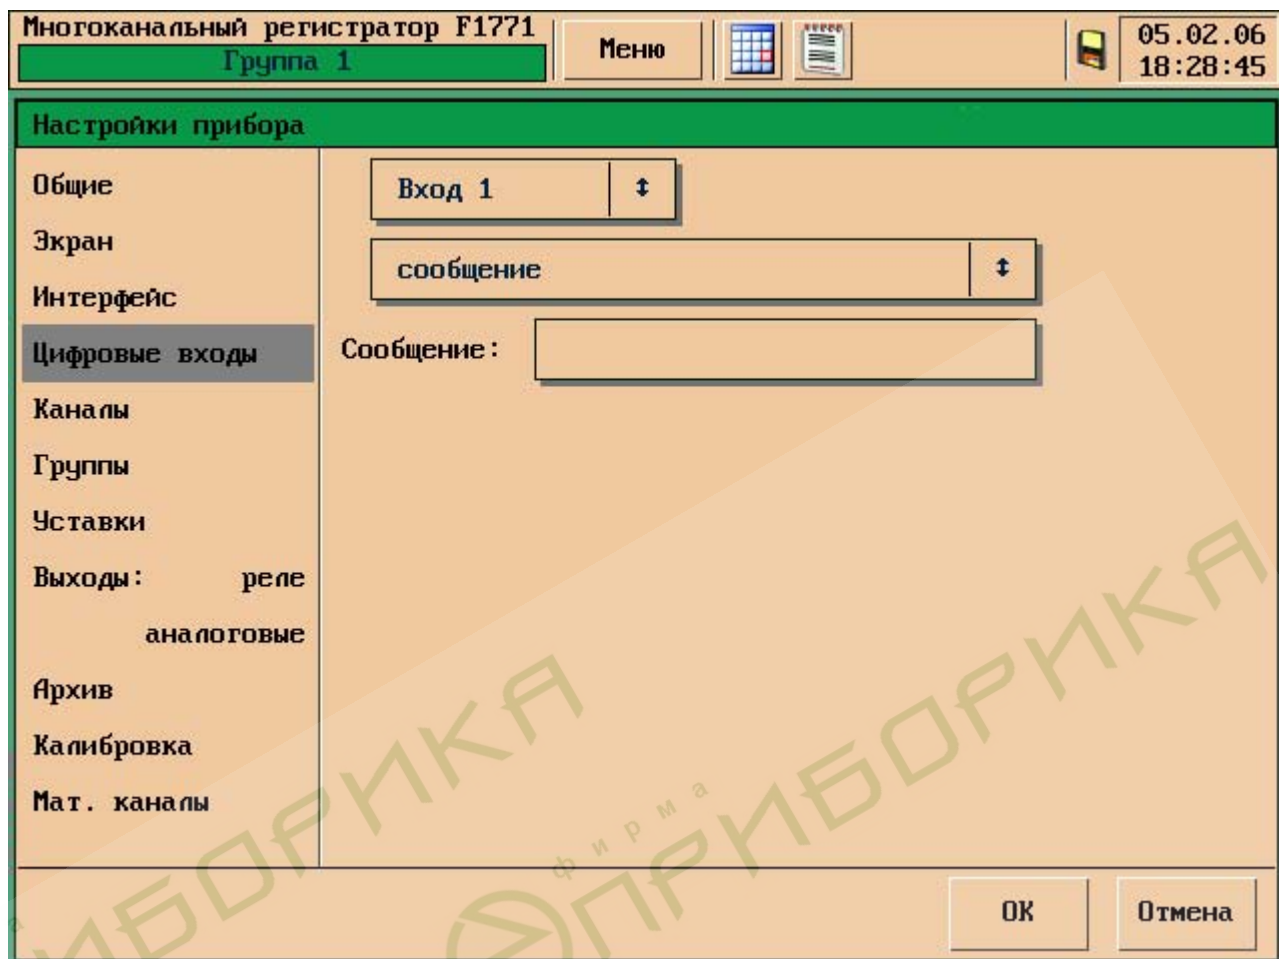 Многоканальный регистратор F1771
Группа 1
Меню
05.02.06
18:28:45
Настройки прибора
Общие
Экран
Интерфейс
Цифровые входы
Каналы
Группы
Уставки
Выходы: реле
аналоговые
Архив
Калибровка
Мат. каналы
Вход 1
сообщение
Сообщение:
ОК
Отмена
фирма
ПРИБОРИКА